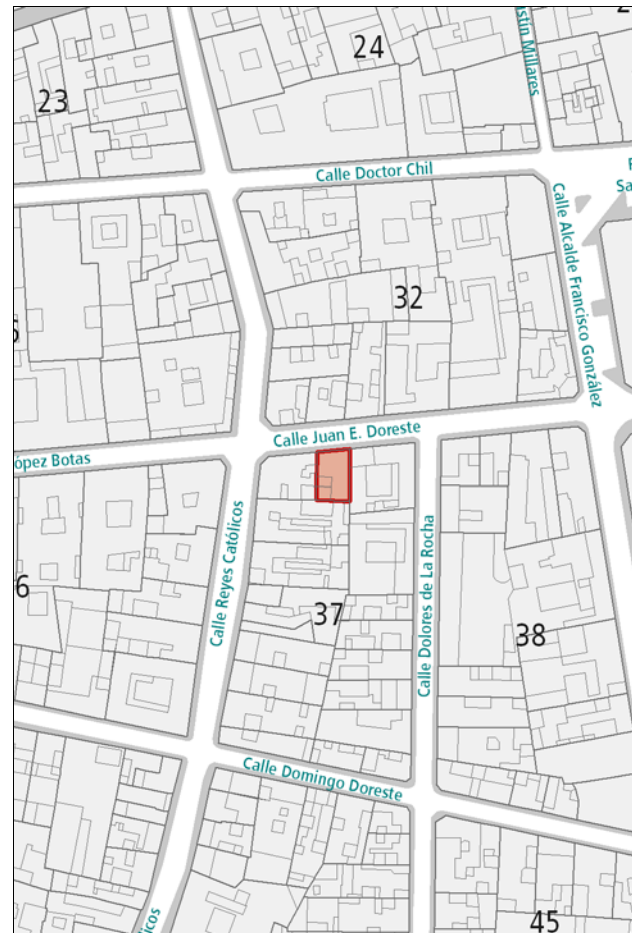 24
23
stín Millares
Calle Doctor Chil
Sa
Calle Alcalde Francisco González
32
Calle Juan E. Doreste
ópez Botas
Calle Reyes Católicos
Calle Dolores de La Rocha
6
37
38
Calle Domingo Doreste
licos
45